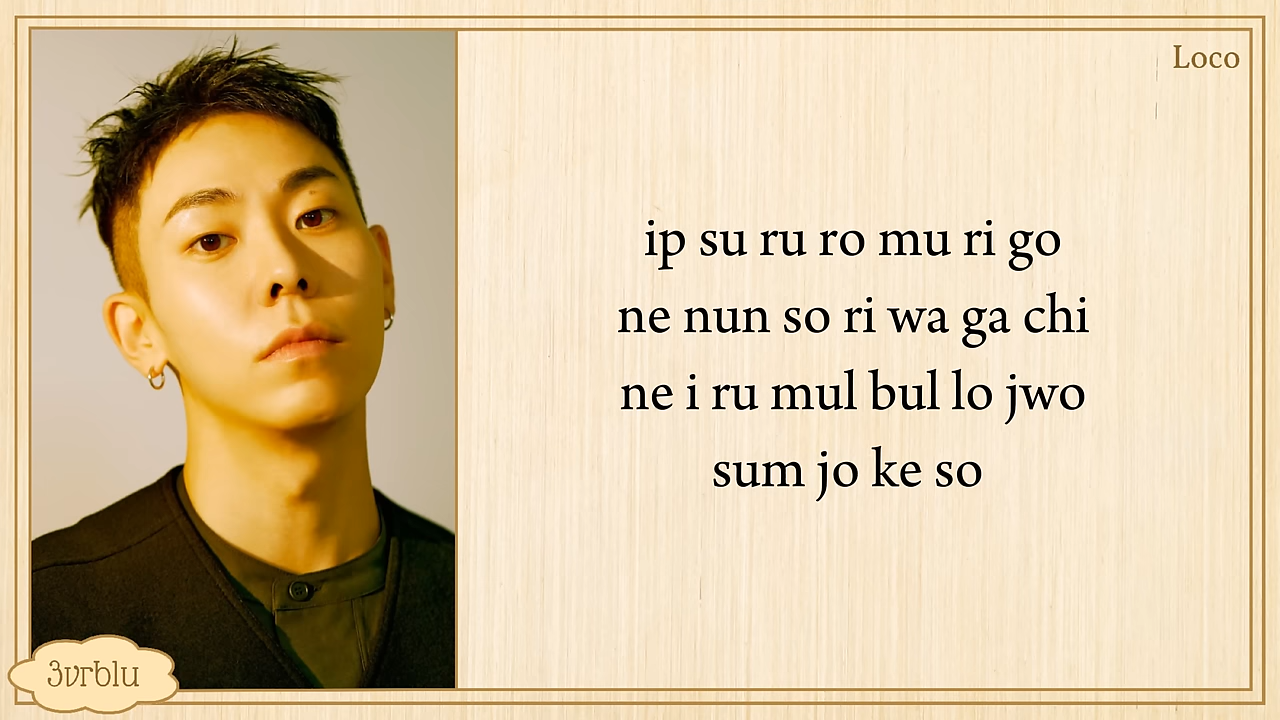 Loco
ip su ru ro mu ri go
ne nun so ri wa ga chi
ne i ru mul bul lo jwo
sum jo ke so
3vrblu